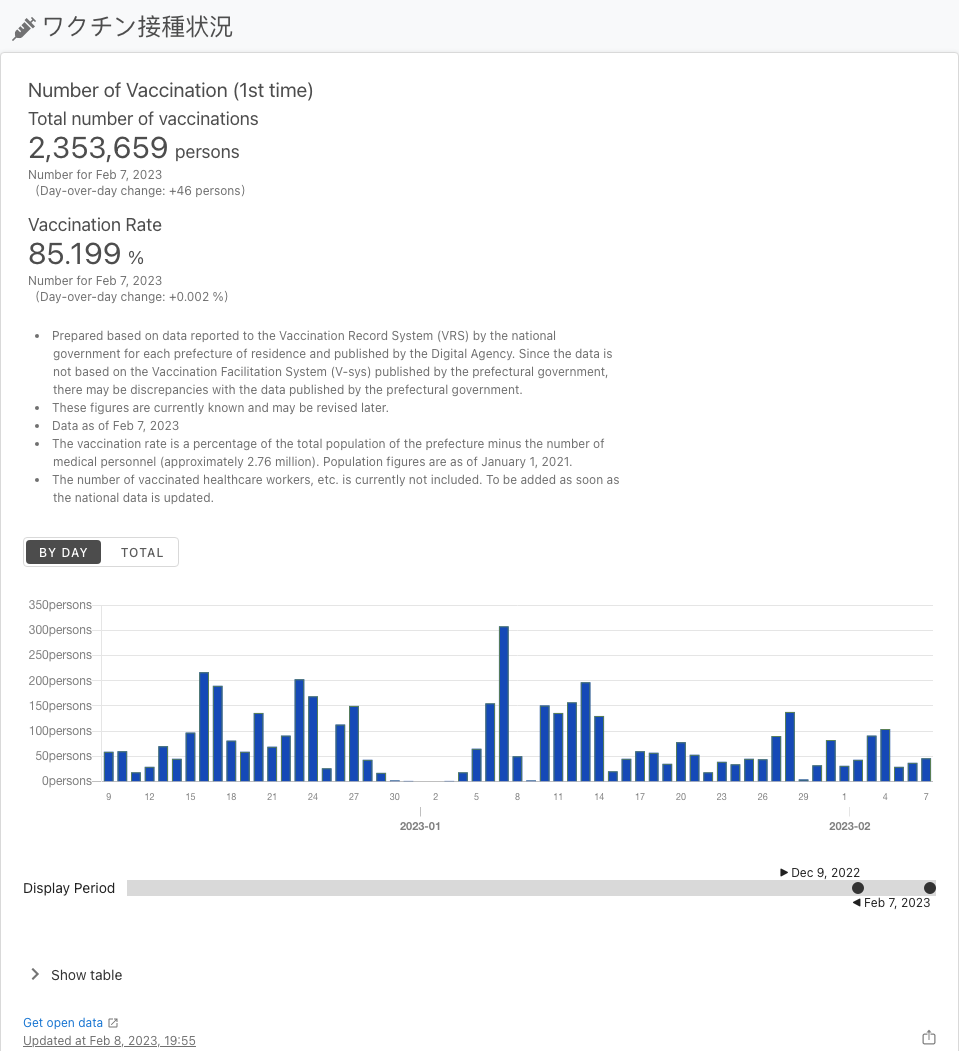 ワクチン接種状況
Number of Vaccination (1st time)
Total number of vaccinations
2,353,659 persons
Number for Feb 7, 2023
(Day-over-day change: +46 persons)
Vaccination Rate
85.199 %
Number for Feb 7, 2023
(Day-over-day change: +0.002 %)
• Prepared based on data reported to the Vaccination Record System (VRS) by the national
government for each prefecture of residence and published by the Digital Agency. Since the data is
not based on the Vaccination Facilitation System (V-sys) published by the prefectural government,
there may be discrepancies with the data published by the prefectural government.
• These figures are currently known and may be revised later.
• Data as of Feb 7, 2023
• The vaccination rate is a percentage of the total population of the prefecture minus the number of
medical personnel (approximately 2.76 million). Population figures are as of January 1, 2021.
• The number of vaccinated healthcare workers, etc. is currently not included. To be added as soon as
the national data is updated.
BY DAY TOTAL
350persons
300persons
250persons
200persons
150persons
100persons
50persons
0persons
9 12 15 18 21 24 27 30 2 5 8 11 14 17 20 23 26 29 1 4 7
2023-01 2023-02
Dec 9, 2022
Display Period
Feb 7, 2023
Show table
Get open data
Updated at Feb 8, 2023, 19:55